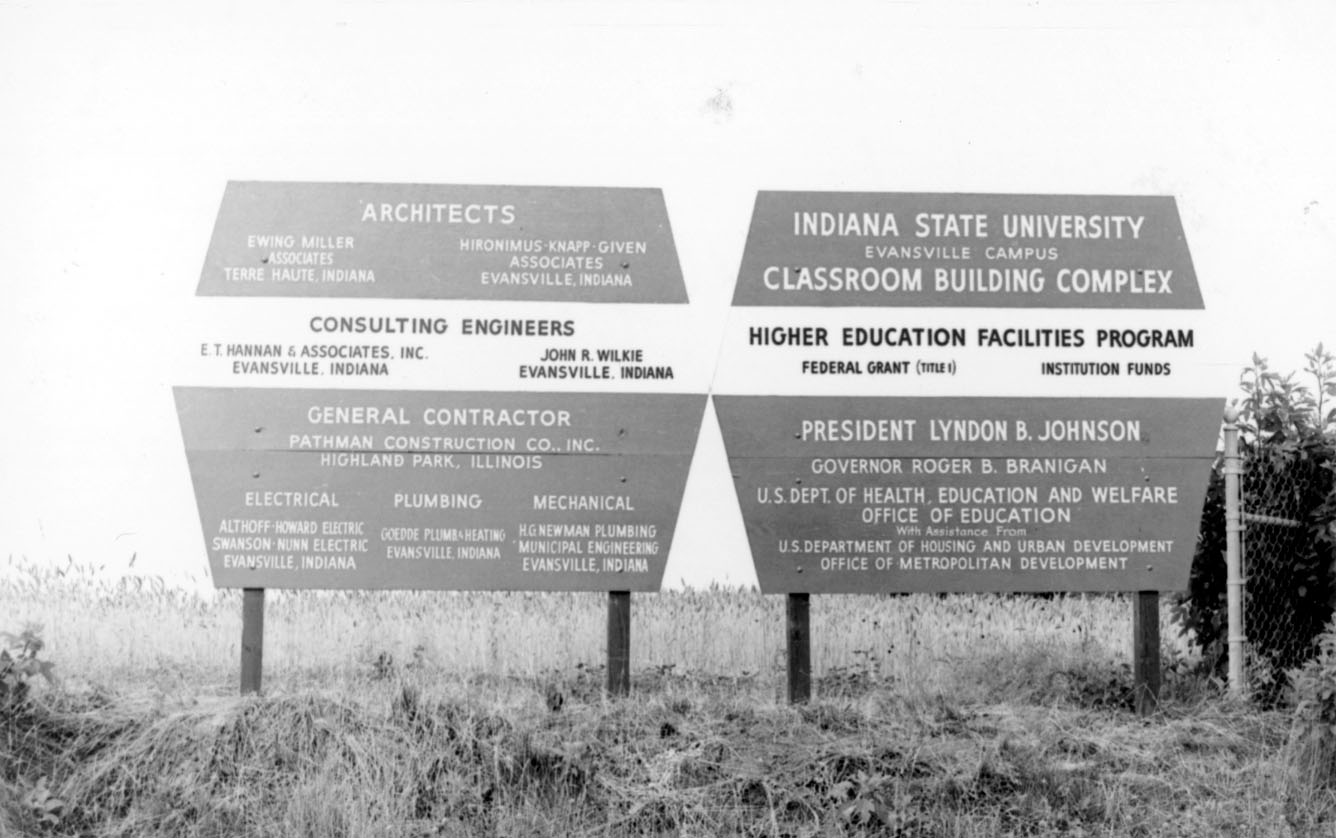 ARCHITECTS
EWING MILLER
ASSOCIATES
TERRE HAUTE, INDIANA
HIRONIMUS·KNAPP·GIVEN
ASSOCIATES
EVANSVILLE, INDIANA
CONSULTING ENGINEERS
E.T. HANNAN & ASSOCIATES, INC.
EVANSVILLE, INDIANA
JOHN R. WILKIE
EVANSVILLE, INDIANA
GENERAL CONTRACTOR
PATHMAN CONSTRUCTION CO., INC.
HIGHLAND PARK, ILLINOIS
ELECTRICAL
ALTHOFF·HOWARD ELECTRIC
SWANSON·NUNN ELECTRIC
EVANSVILLE, INDIANA
PLUMBING
GOEDDE PLUMB & HEATING
EVANSVILLE, INDIANA
MECHANICAL
H.G. NEWMAN PLUMBING
MUNICIPAL ENGINEERING
EVANSVILLE, INDIANA
INDIANA STATE UNIVERSITY
EVANSVILLE CAMPUS
CLASSROOM BUILDING COMPLEX
HIGHER EDUCATION FACILITIES PROGRAM
FEDERAL GRANT (TITLE I) INSTITUTION FUNDS
PRESIDENT LYNDON B. JOHNSON
GOVERNOR ROGER B. BRANIGAN
U.S. DEPT. OF HEALTH, EDUCATION AND WELFARE
OFFICE OF EDUCATION
With Assistance From
U.S. DEPARTMENT OF HOUSING AND URBAN DEVELOPMENT
OFFICE OF METROPOLITAN DEVELOPMENT